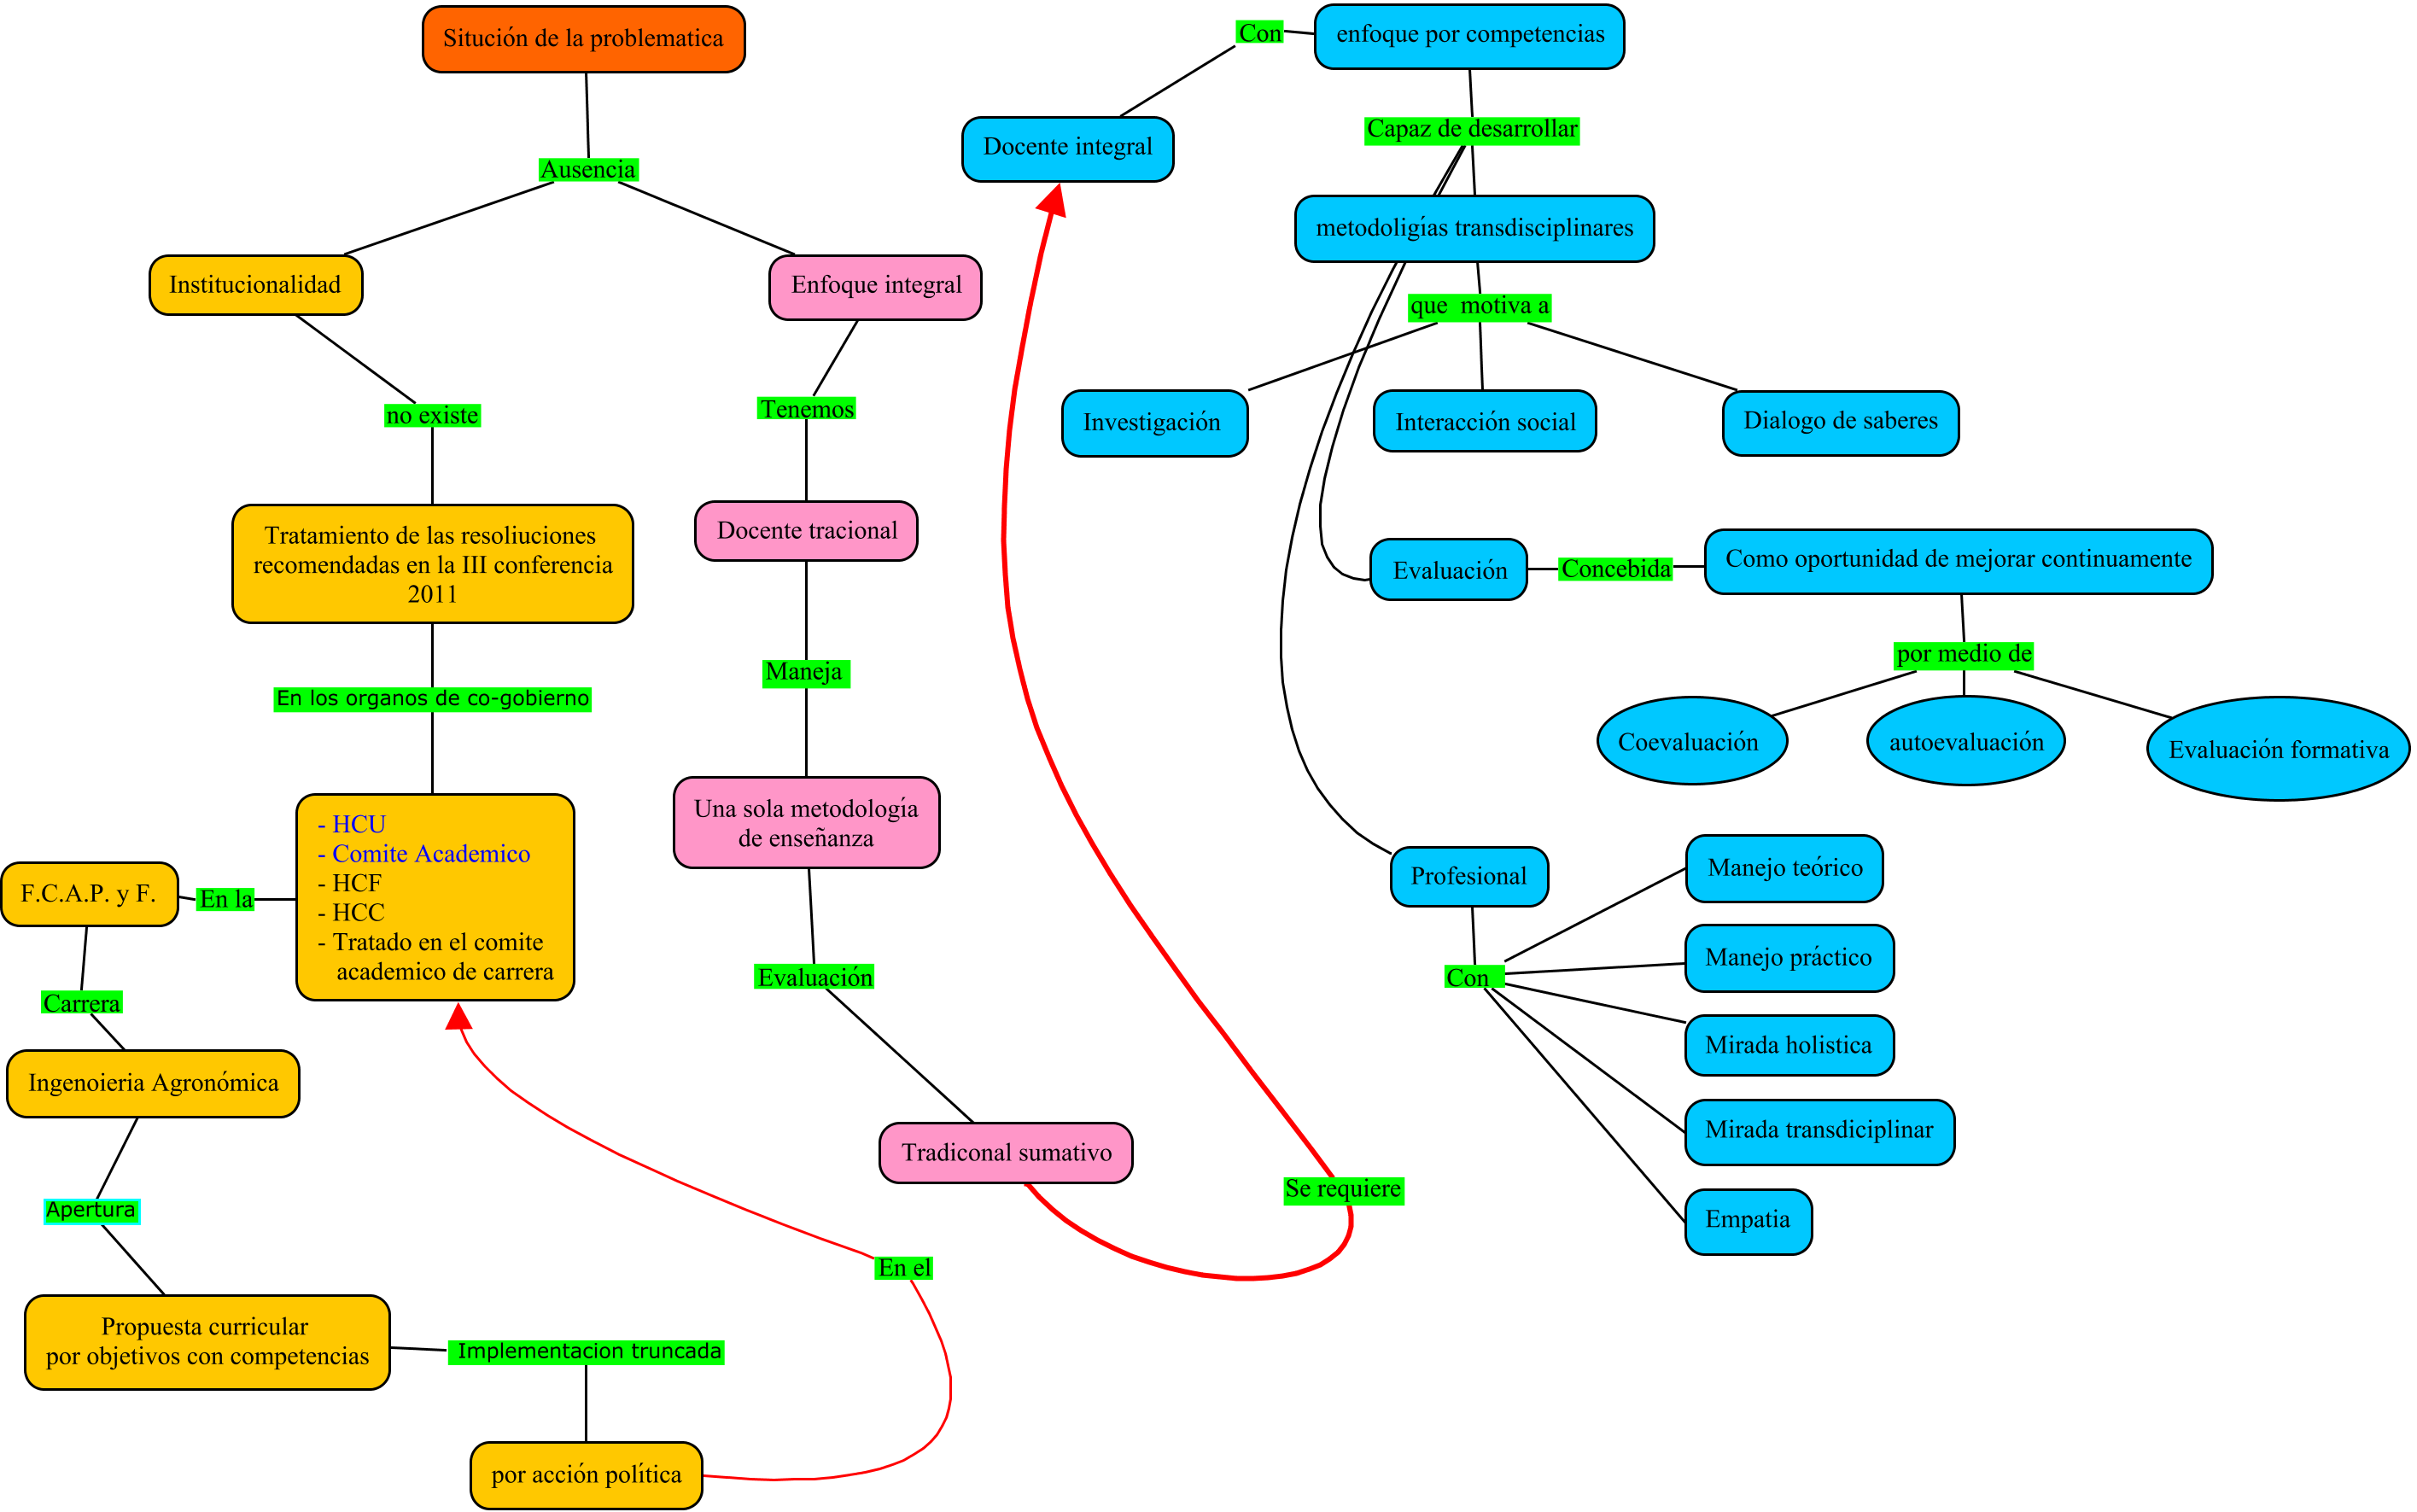 Situción de la problematica
Ausencia
Institucionalidad
Enfoque integral
no existe
Tenemos
Tratamiento de las resoliuciones
recomendadas en la III conferencia
2011
Docente tracional
En los organos de co-gobierno
Maneja
- HCU
- Comite Academico
- HCF
- HCC
- Tratado en el comite
academico de carrera
Una sola metodología
de enseñanza
En la
F.C.A.P. y F.
Carrera
Ingenoieria Agronómica
Apertura
Propuesta curricular
por objetivos con competencias
Implementacion truncada
por acción política
En el
Evaluación
Tradiconal sumativo
Se requiere
Docente integral
Con
enfoque por competencias
Capaz de desarrollar
metodoligías transdisciplinares
que  motiva a
Investigación
Interacción social
Dialogo de saberes
Evaluación
Concebida
Como oportunidad de mejorar continuamente
por medio de
Coevaluación
autoevaluación
Evaluación formativa
Profesional
Con
Manejo teórico
Manejo práctico
Mirada holistica
Mirada transdiciplinar
Empatia